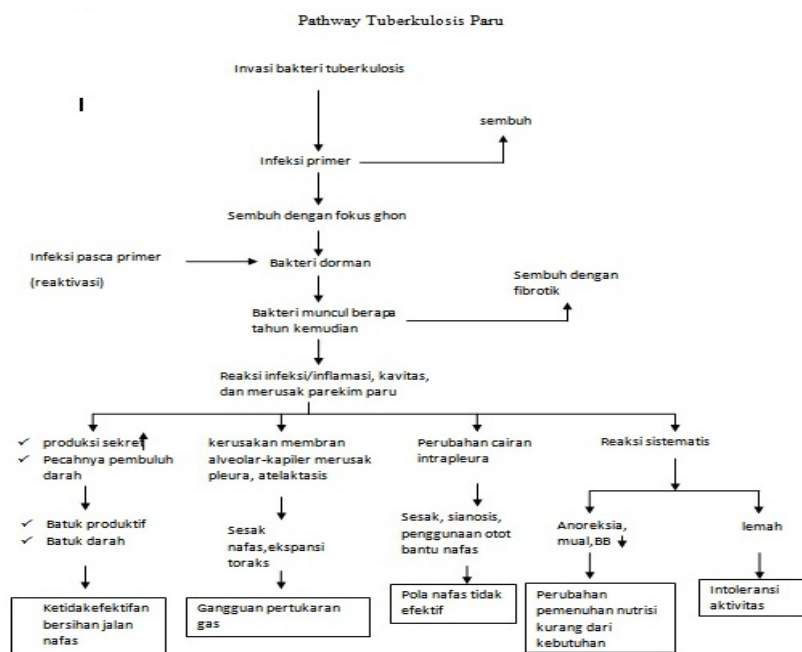 Pathway Tuberkulosis Paru
Invasi bakteri tuberkulosis
I
sembuh
Infeksi primer
Sembuh dengan fokus ghon
Infeksi pasca primer
(reaktivasi)
Bakteri dorman
Sembuh dengan
fibrotik
Bakteri muncul berapa
tahun kemudian
Reaksi infeksi/inflamasi, kavitas,
dan merusak parekim paru
✓ produksi sekret
✓ Pecahnya pembuluh
darah
kerusakan membran
alveolar-kapiler merusak
pleura, atelaktasis
Perubahan cairan
intrapleura
Reaksi sistematis
✓ Batuk produktif
✓ Batuk darah
Sesak
nafas,ekspansi
toraks
Sesak, sianosis,
penggunaan otot
bantu nafas
Anoreksia,
mual,BB
lemah
Ketidakefektifan
bersihan jalan
nafas
Gangguan pertukaran
gas
Pola nafas tidak
efektif
Perubahan
pemenuhan nutrisi
kurang dari
kebutuhan
Intoleransi
aktivitas